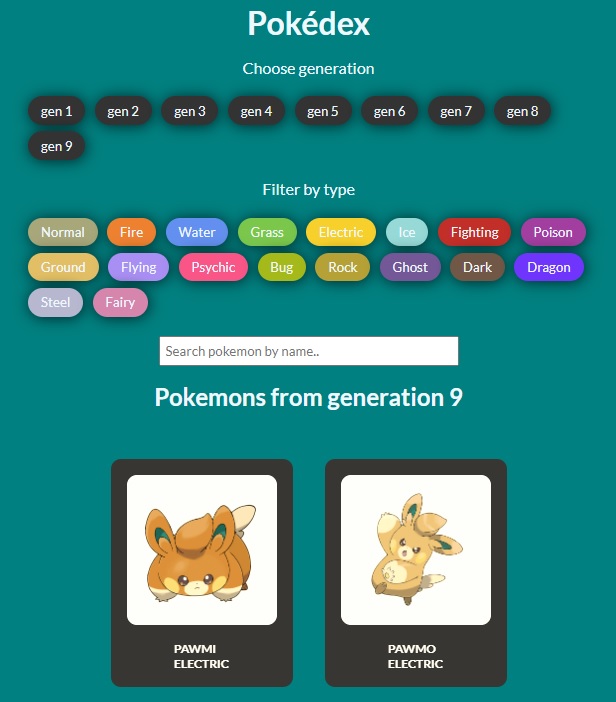 Pokédex
Choose generation
gen 1 gen 2 gen 3 gen 4 gen 5 gen 6 gen 7 gen 8
gen 9
Filter by type
Normal Fire Water Grass Electric Ice Fighting Poison
Ground Flying Psychic Bug Rock Ghost Dark Dragon
Steel Fairy
Search pokemon by name..
Pokemons from generation 9
PAWMI
ELECTRIC
PAWMO
ELECTRIC